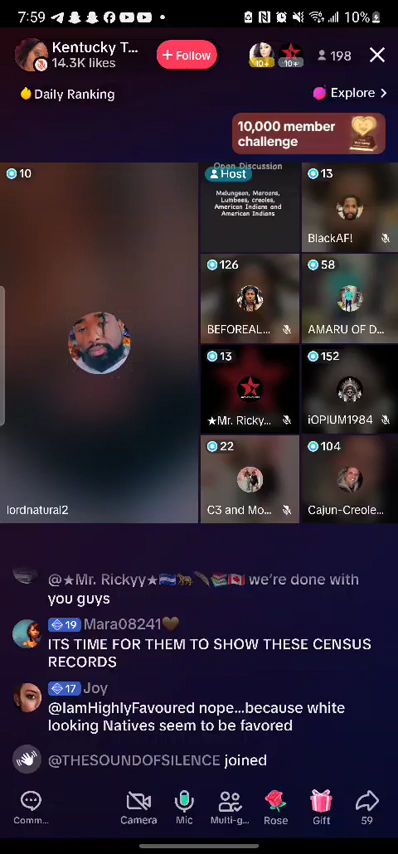 7:59
10%
Kentucky T...
14.3K likes
+ Follow
10+
10+
198
Daily Ranking
Explore >
10,000 member
challenge
10
Open Discussion
Host
Melungeon, Maroons,
Lumbees, creoles,
American Indians and
American Indians
13
BlackAF!
126
BEFOREAL...
58
AMARU OF D...
13
★Mr. Ricky...
152
iOPIUM1984
lordnatural2
22
C3 and Mo...
104
Cajun-Creole...
@★Mr. Rickyy★ we're done with
you guys
19 Mara08241
ITS TIME FOR THEM TO SHOW THESE CENSUS
RECORDS
17 Joy
@IamHighlyFavoured nope...because white
looking Natives seem to be favored
@THESOUNDOFSILENCE joined
Comm...
Camera
Mic
Multi-g...
Rose
Gift
59